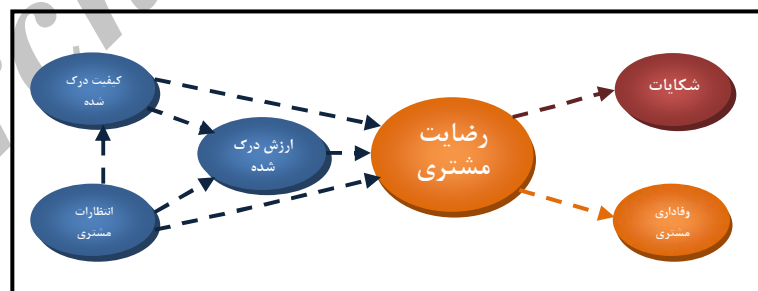 کیفیت درک
شده
شکایات
ارزش درک
شده
رضایت
مشتری
انتظارات
مشتری
وفاداری
مشتری